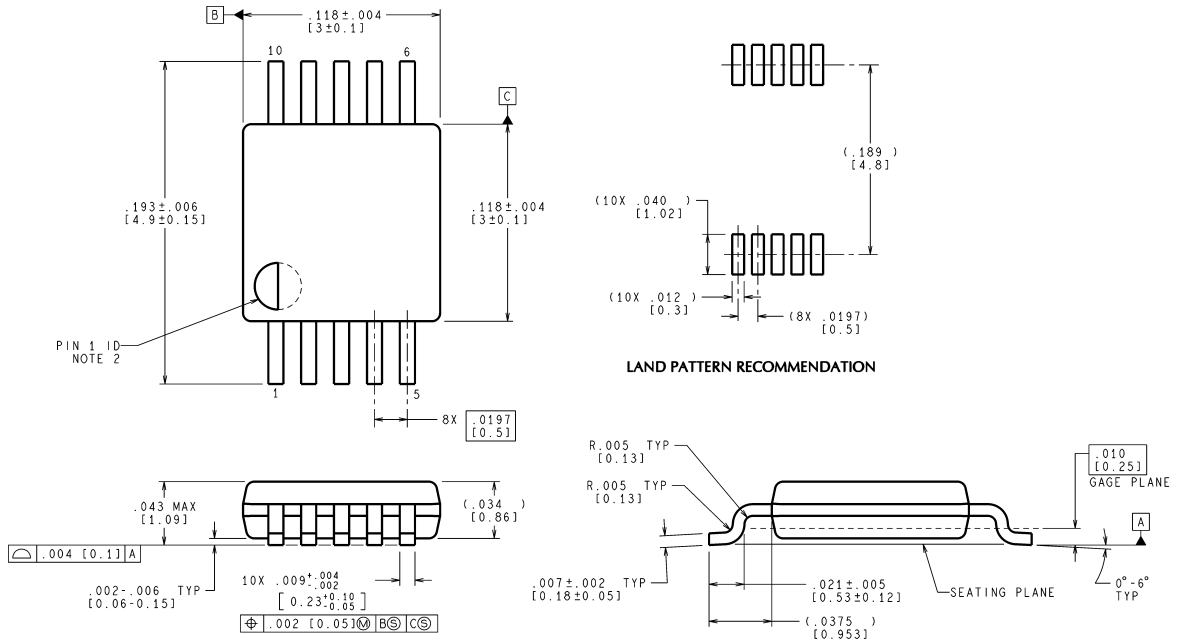 B
.118±.004
[3±0.1]
10
6
C
.193±.006
[4.9±0.15]
.118±.004
[3±0.1]
PIN 1 ID
NOTE 2
1
5
8X .0197
[0.5]
(.189 )
[4.8]
(10X .040 )
[1.02]
(10X .012 )
[0.3]
(8X .0197)
[0.5]
LAND PATTERN RECOMMENDATION
.043 MAX
[1.09]
(.034 )
[0.86]
⌓ .004 [0.1] A
.002-.006 TYP
[0.06-0.15]
10X .009 +.004 -.002
[ 0.23 +0.10 -0.05 ]
⌖ .002 [0.05]Ⓜ BⓈ CⓈ
R.005 TYP
[0.13]
R.005 TYP
[0.13]
.010
[0.25]
GAGE PLANE
A
.007±.002 TYP
[0.18±0.05]
.021±.005
[0.53±0.12]
SEATING PLANE
0°-6°
TYP
(.0375 )
[0.953]